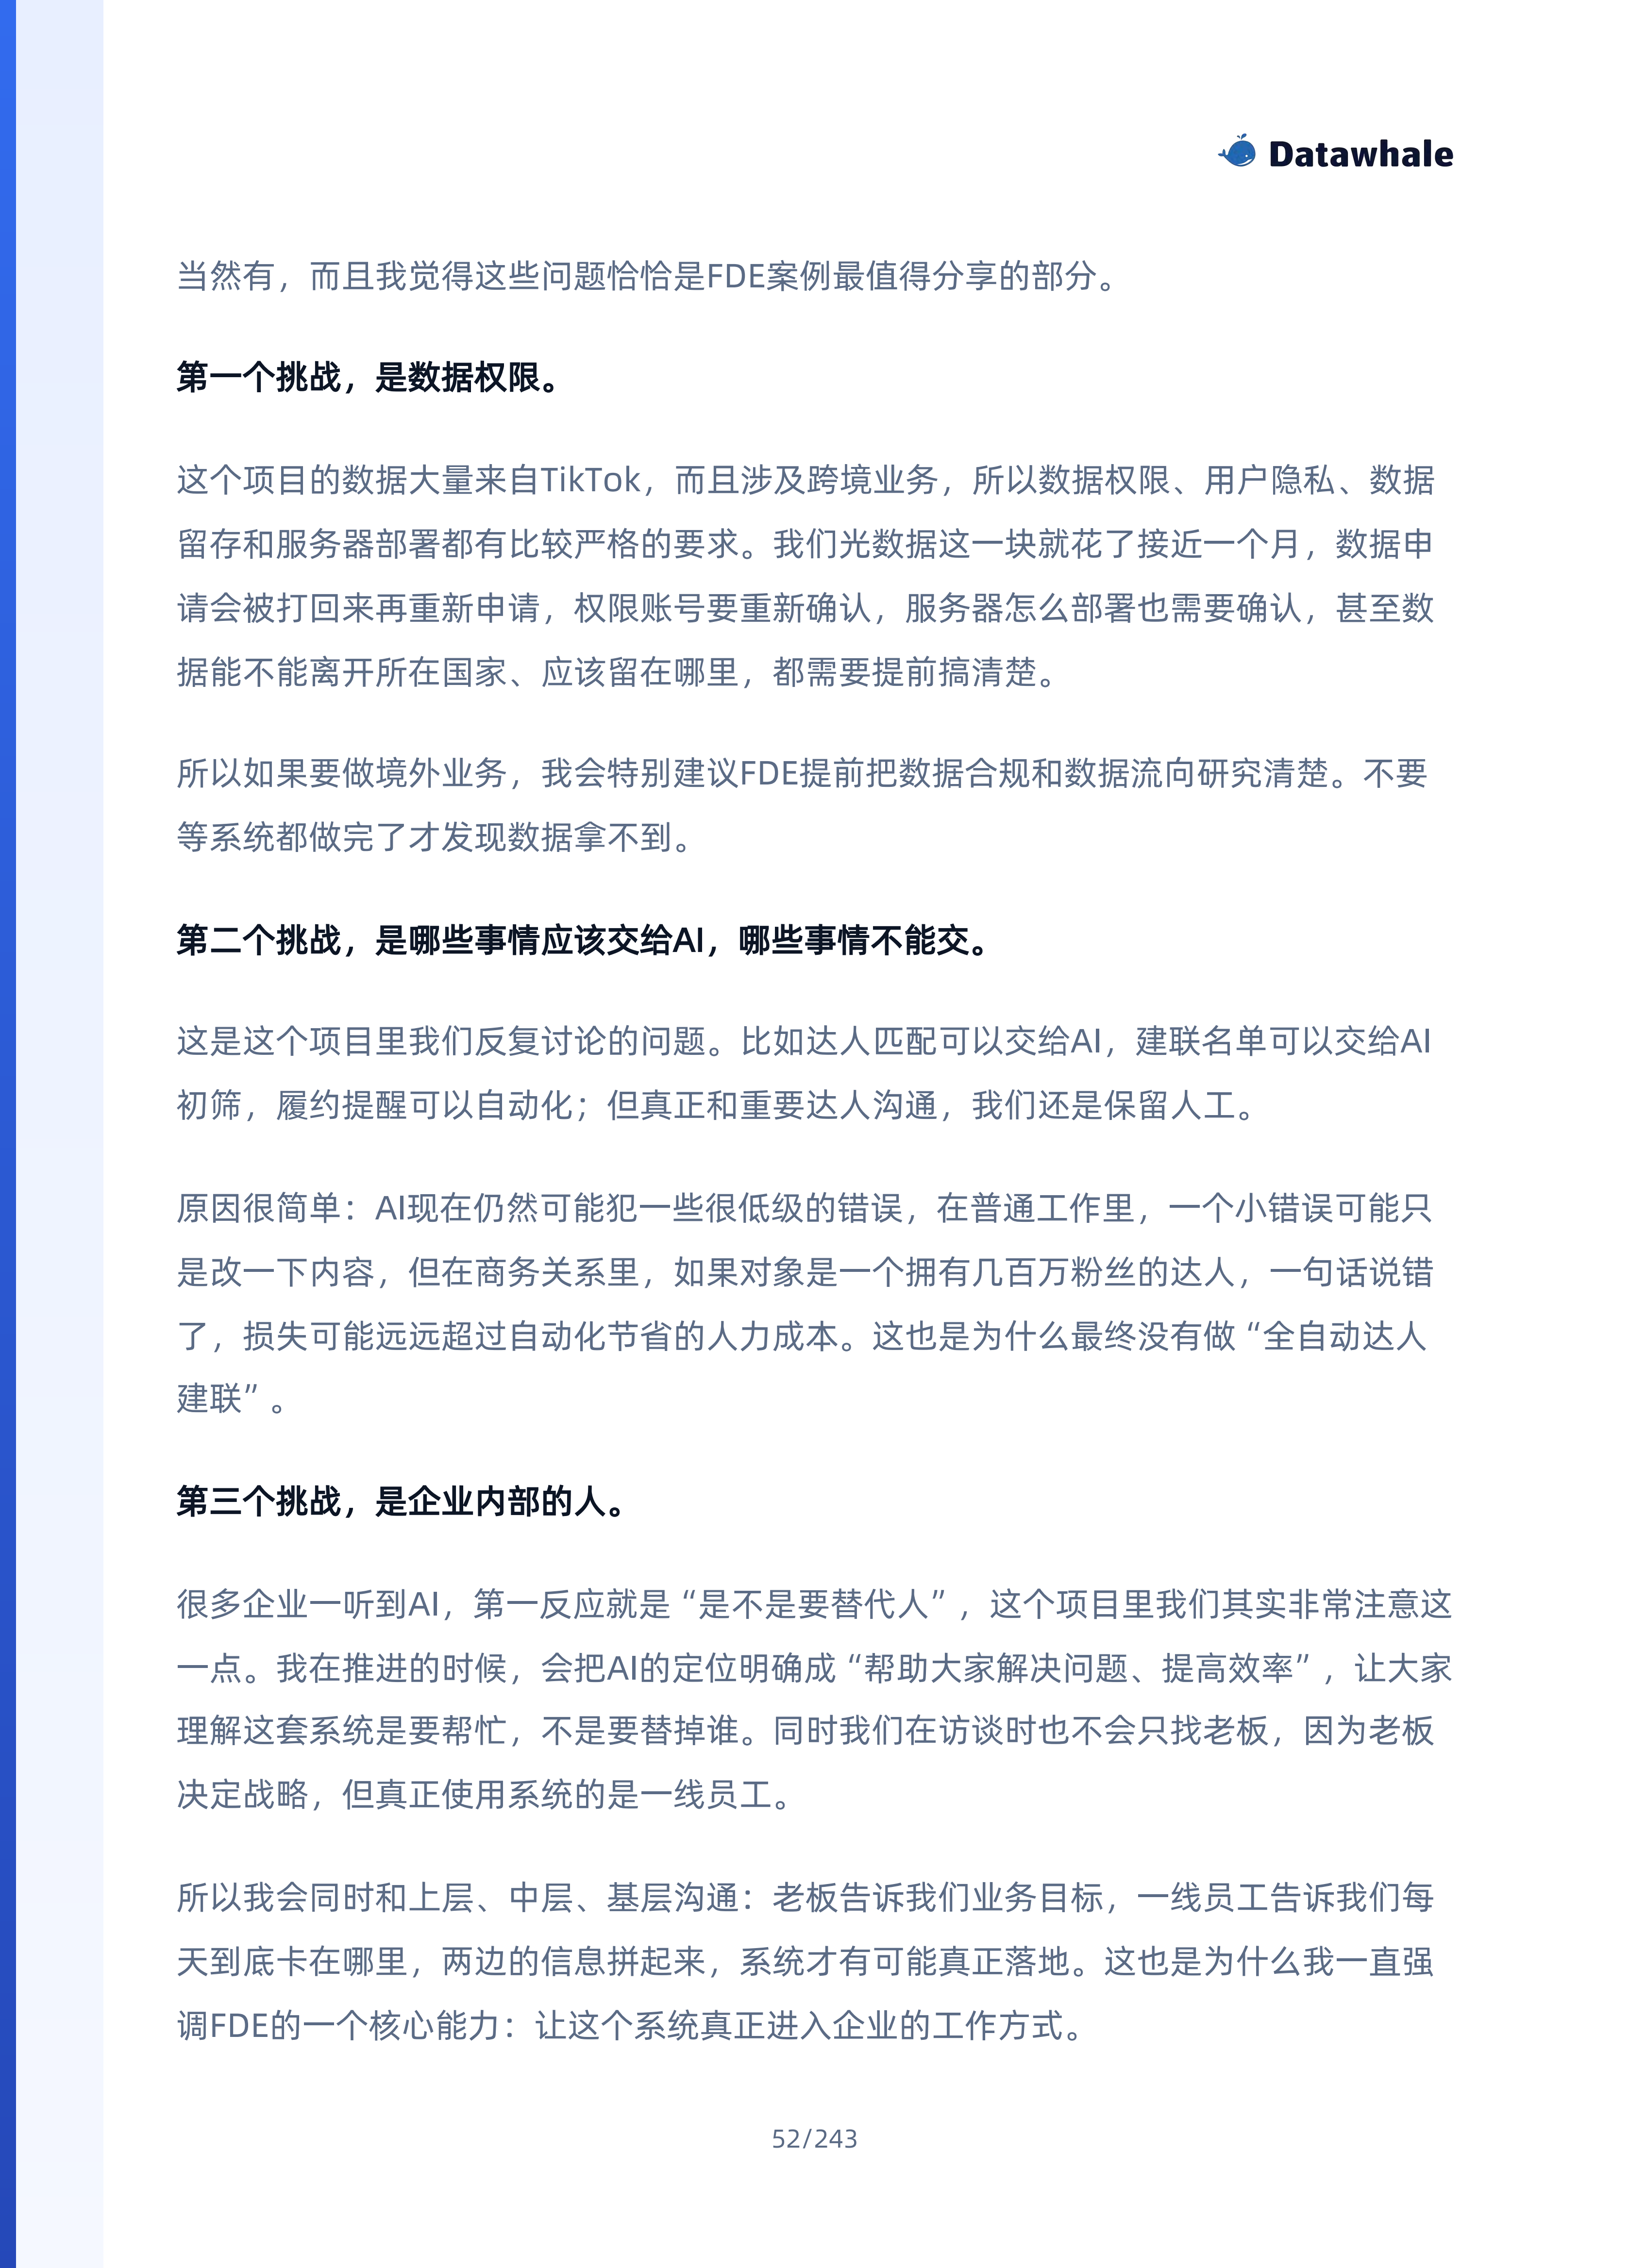 Datawhale
当然有，而且我觉得这些问题恰恰是FDE案例最值得分享的部分。
第一个挑战，是数据权限。
这个项目的数据大量来自TikTok，而且涉及跨境业务，所以数据权限、用户隐私、数据
留存和服务器部署都有比较严格的要求。我们光数据这一块就花了接近一个月，数据申
请会被打回来再重新申请，权限账号要重新确认，服务器怎么部署也需要确认，甚至数
据能不能离开所在国家、应该留在哪里，都需要提前搞清楚。
所以如果要做境外业务，我会特别建议FDE提前把数据合规和数据流向研究清楚。不要
等系统都做完了才发现数据拿不到。
第二个挑战，是哪些事情应该交给AI，哪些事情不能交。
这是这个项目里我们反复讨论的问题。比如达人匹配可以交给AI，建联名单可以交给AI
初筛，履约提醒可以自动化；但真正和重要达人沟通，我们还是保留人工。
原因很简单：AI现在仍然可能犯一些很低级的错误，在普通工作里，一个小错误可能只
是改一下内容，但在商务关系里，如果对象是一个拥有几百万粉丝的达人，一句话说错
了，损失可能远远超过自动化节省的人力成本。这也是为什么最终没有做“全自动达人
建联”。
第三个挑战，是企业内部的人。
很多企业一听到AI，第一反应就是“是不是要替代人”，这个项目里我们其实非常注意这
一点。我在推进的时候，会把AI的定位明确成“帮助大家解决问题、提高效率”，让大家
理解这套系统是要帮忙，不是要替掉谁。同时我们在访谈时也不会只找老板，因为老板
决定战略，但真正使用系统的是一线员工。
所以我会同时和上层、中层、基层沟通：老板告诉我们业务目标，一线员工告诉我们每
天到底卡在哪里，两边的信息拼起来，系统才有可能真正落地。这也是为什么我一直强
调FDE的一个核心能力：让这个系统真正进入企业的工作方式。
52/243